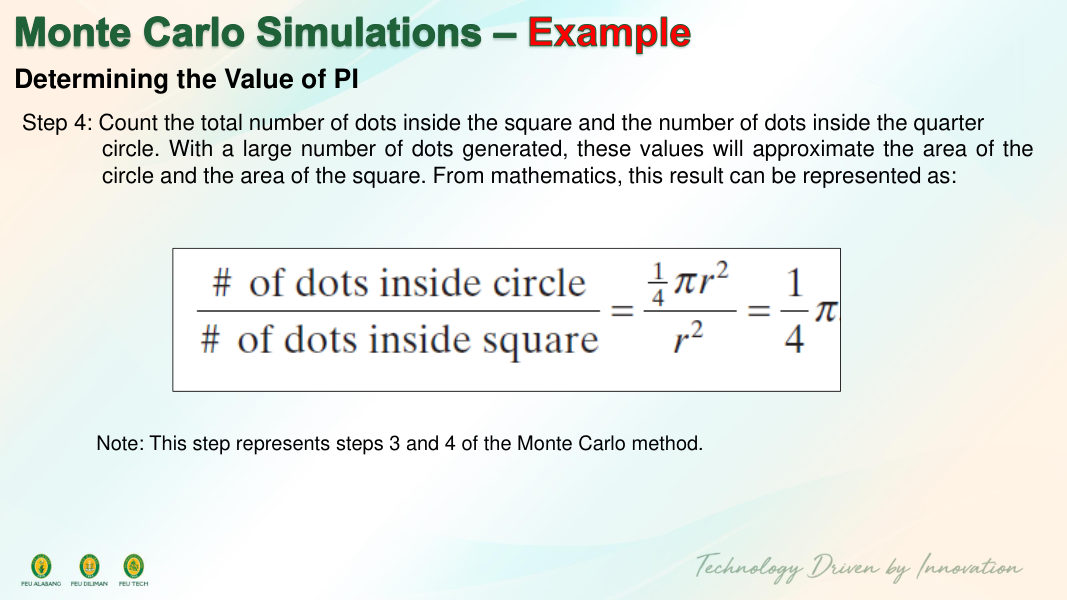 Monte Carlo Simulations – Example
Determining the Value of PI
Step 4: Count the total number of dots inside the square and the number of dots inside the quarter
circle. With a large number of dots generated, these values will approximate the area of the
circle and the area of the square. From mathematics, this result can be represented as:
# of dots inside circle / # of dots inside square = 1/4 πr² / r² = 1/4 π
Note: This step represents steps 3 and 4 of the Monte Carlo method.
FEU ALABANG FEU DILIMAN FEU TECH
Technology Driven by Innovation